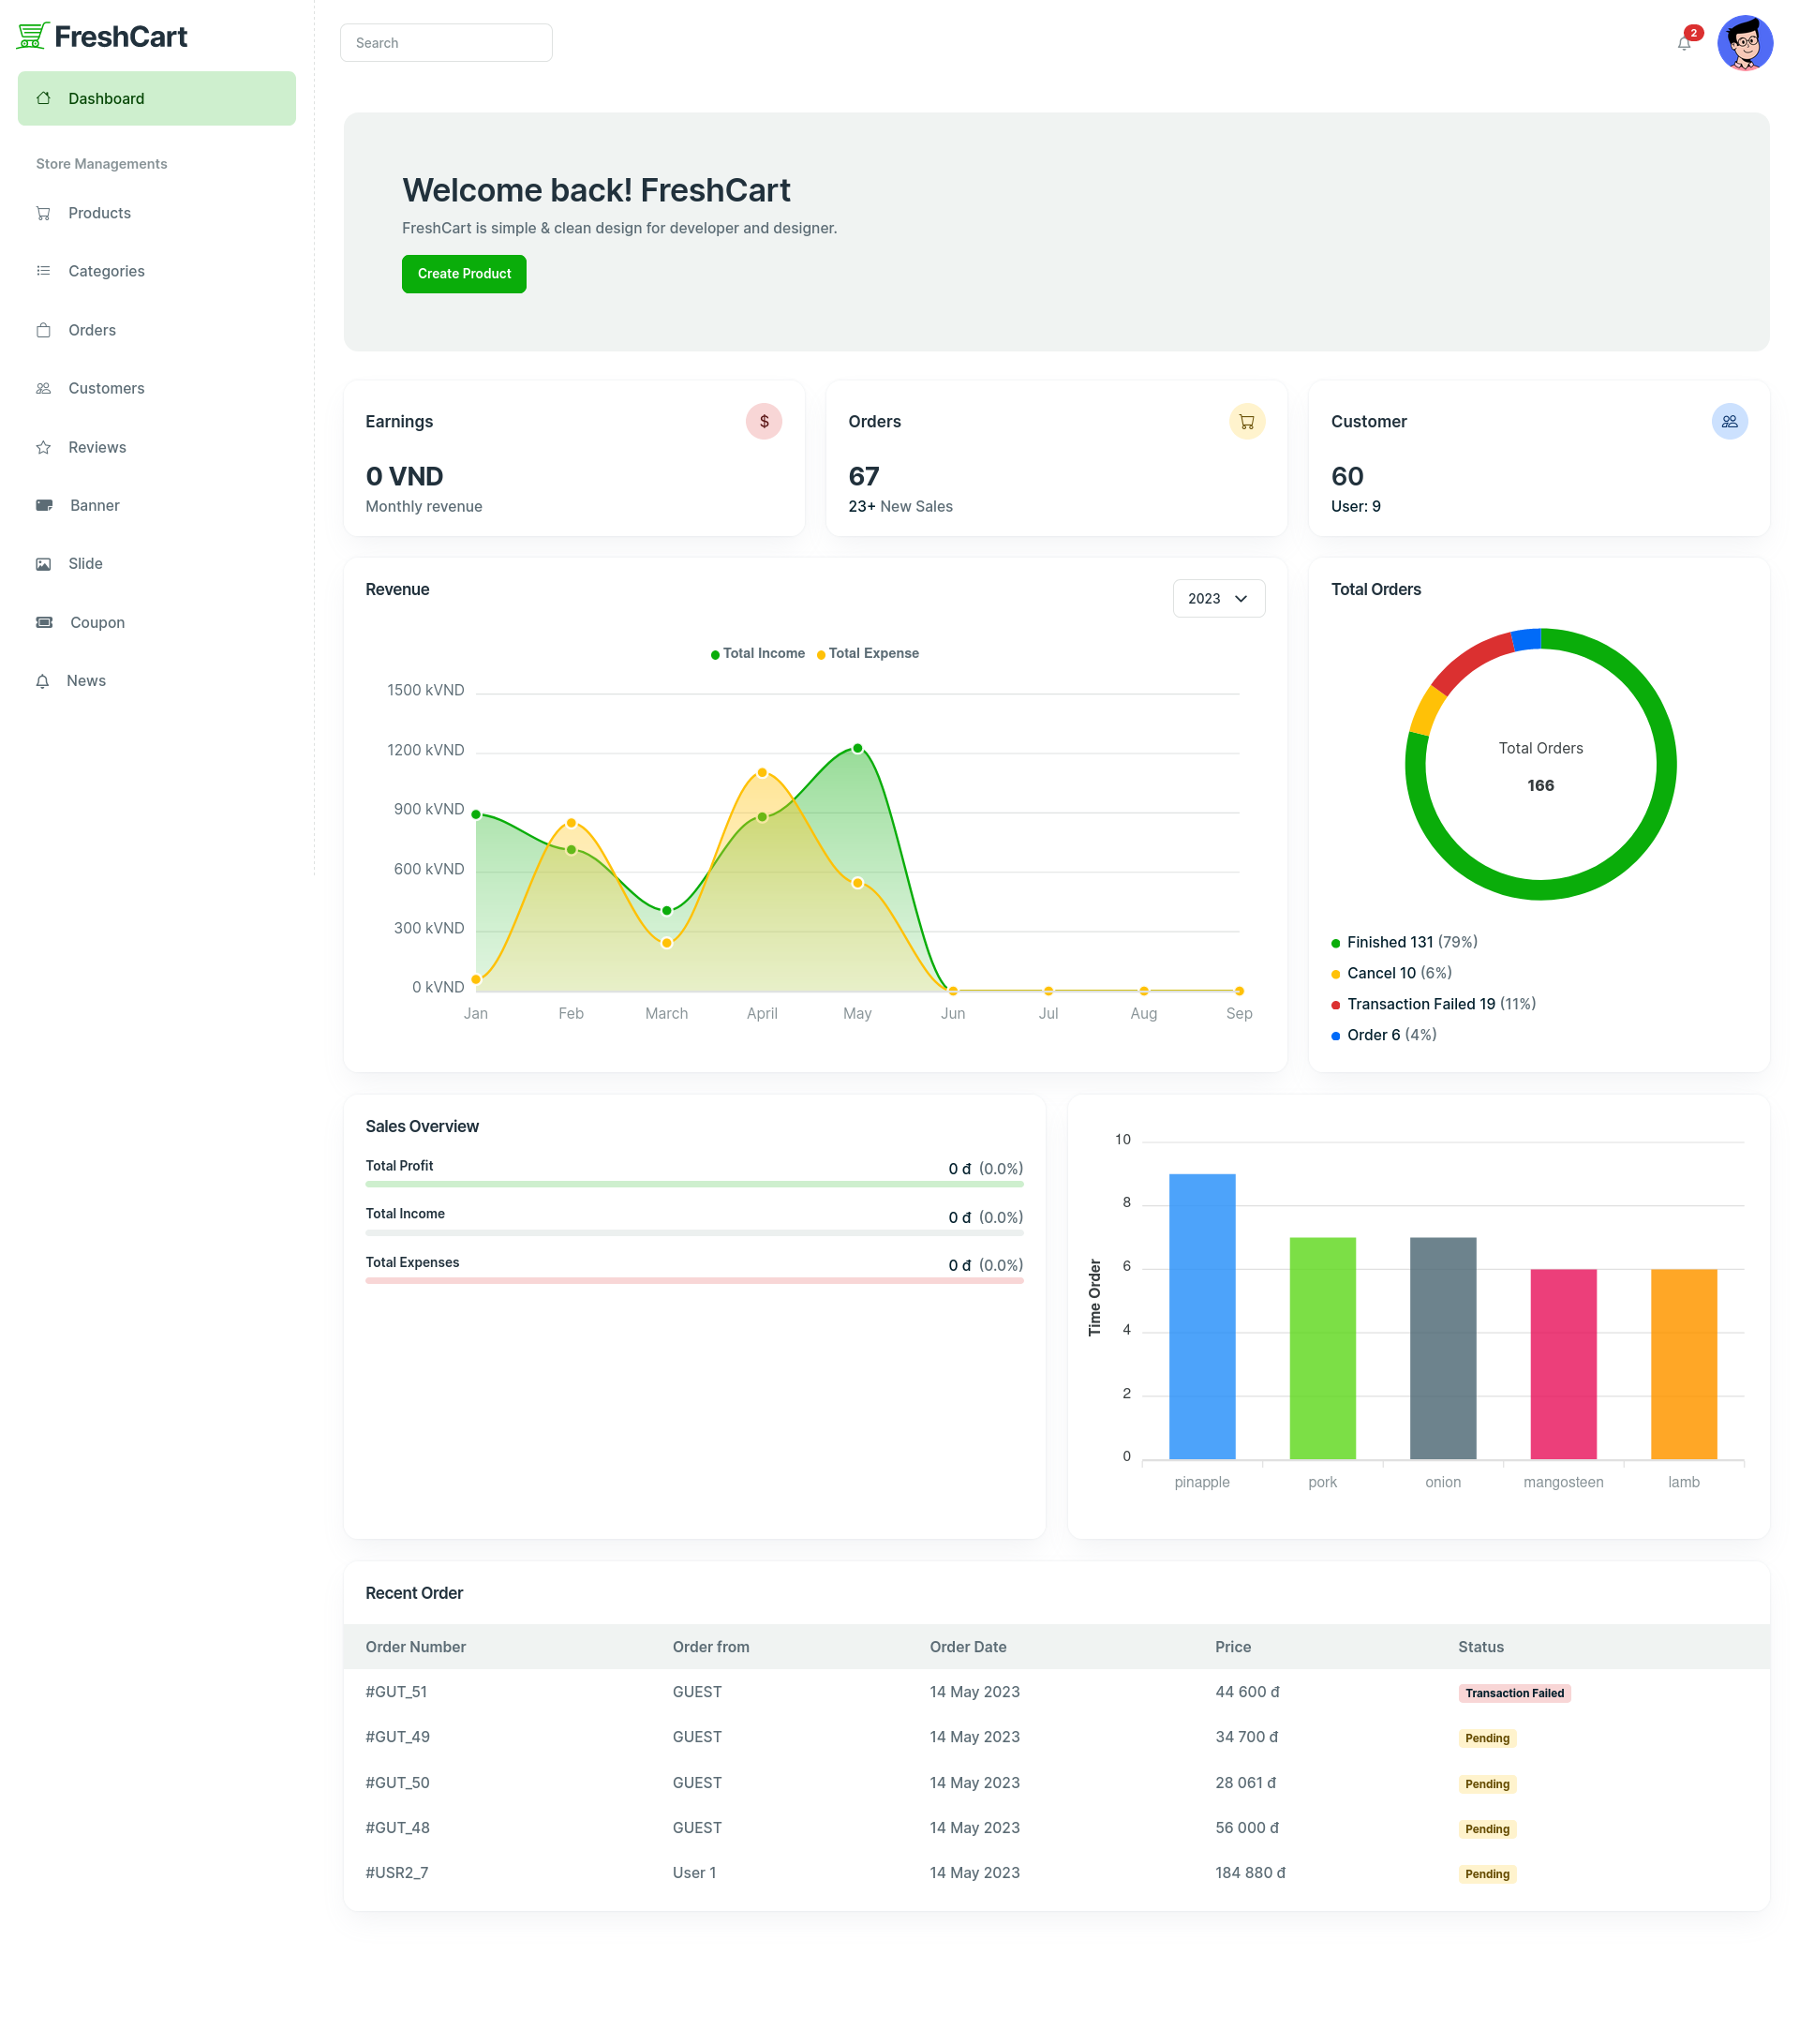 FreshCart
Search
2
Dashboard
Store Managements
Products
Categories
Orders
Customers
Reviews
Banner
Slide
Coupon
News
Welcome back! FreshCart
FreshCart is simple & clean design for developer and designer.
Create Product
Earnings
$
0 VND
Monthly revenue
Orders
67
23+ New Sales
Customer
60
User: 9
Revenue
2023
Total Income Total Expense
1500 kVND
1200 kVND
900 kVND
600 kVND
300 kVND
0 kVND
Jan Feb March April May Jun Jul Aug Sep
Total Orders
Total Orders
166
Finished 131 (79%)
Cancel 10 (6%)
Transaction Failed 19 (11%)
Order 6 (4%)
Sales Overview
Total Profit 0 đ (0.0%)
Total Income 0 đ (0.0%)
Total Expenses 0 đ (0.0%)
Time Order
10
8
6
4
2
0
pinapple pork onion mangosteen lamb
Recent Order
Order Number Order from Order Date Price Status
#GUT_51 GUEST 14 May 2023 44 600 đ Transaction Failed
#GUT_49 GUEST 14 May 2023 34 700 đ Pending
#GUT_50 GUEST 14 May 2023 28 061 đ Pending
#GUT_48 GUEST 14 May 2023 56 000 đ Pending
#USR2_7 User 1 14 May 2023 184 880 đ Pending